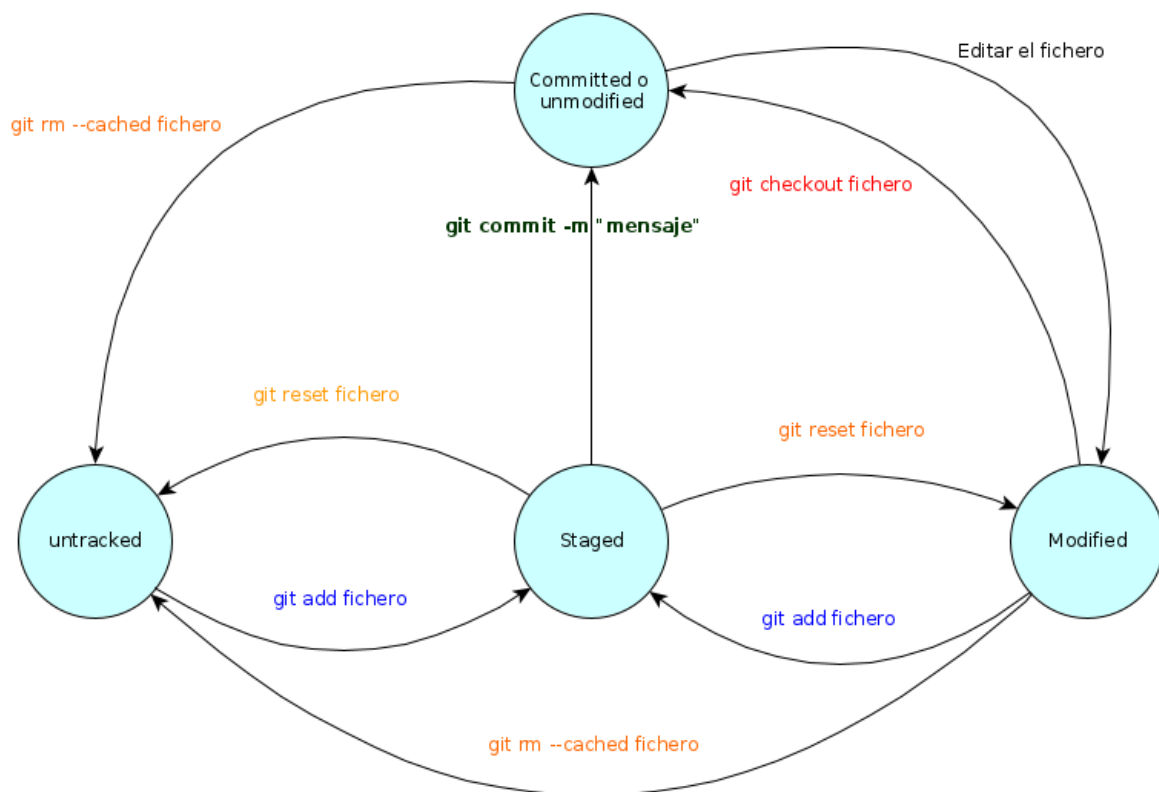 Editar el fichero
Committed o
unmodified
git rm --cached fichero
git checkout fichero
git commit -m "mensaje"
git reset fichero
git reset fichero
untracked
Staged
Modified
git add fichero
git add fichero
git rm --cached fichero